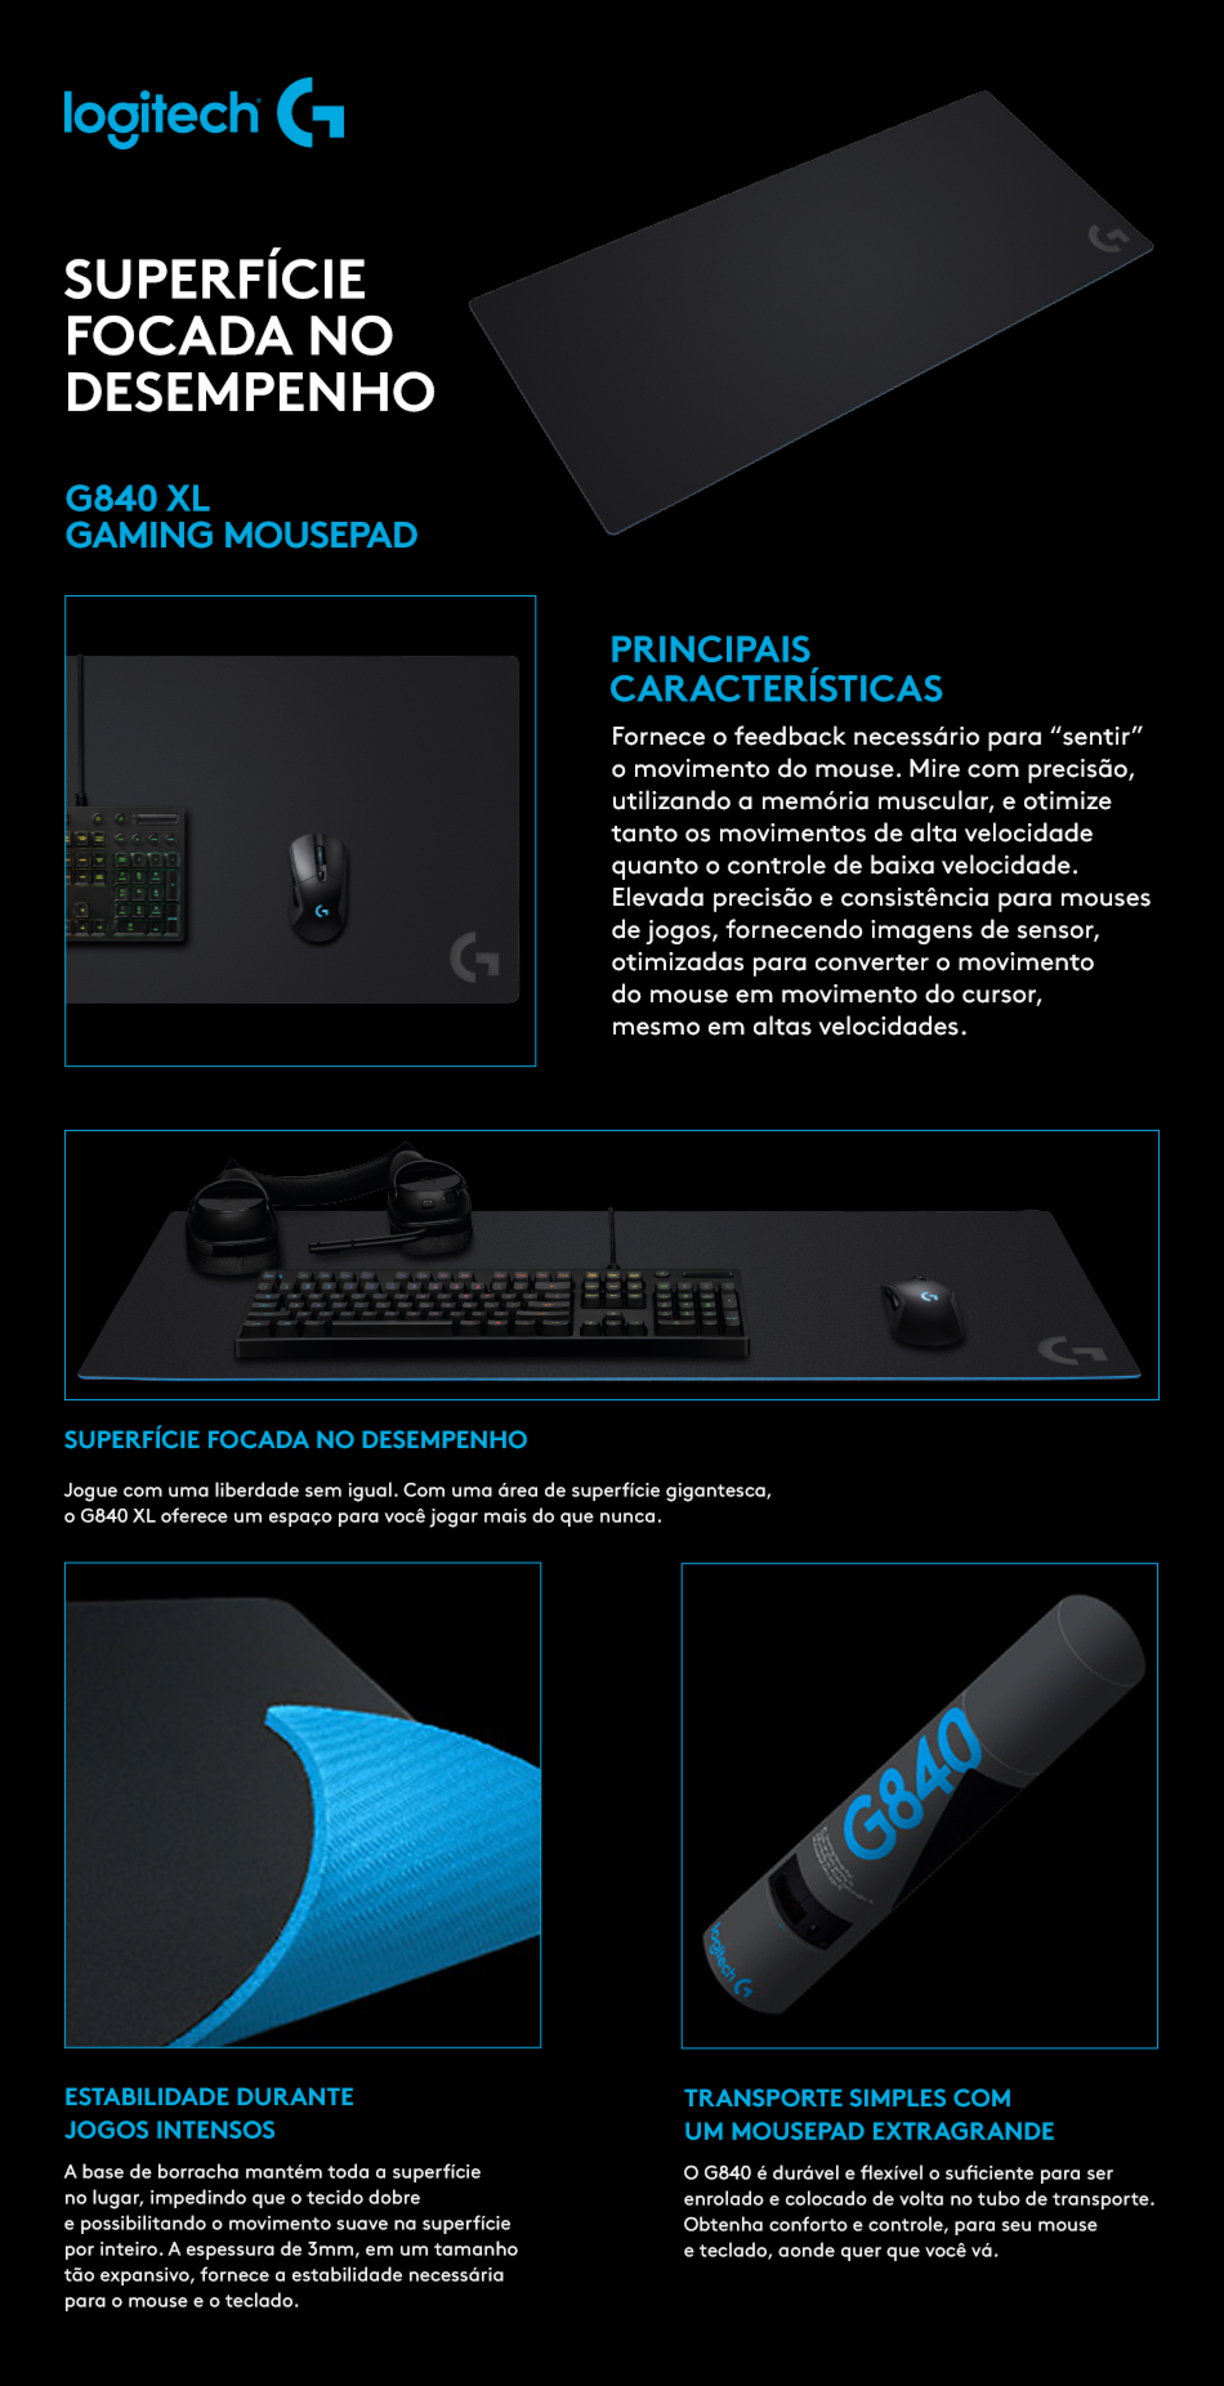 logitech G
SUPERFÍCIE
FOCADA NO
DESEMPENHO
G840 XL
GAMING MOUSEPAD
PRINCIPAIS
CARACTERÍSTICAS
Fornece o feedback necessário para “sentir”
o movimento do mouse. Mire com precisão,
utilizando a memória muscular, e otimize
tanto os movimentos de alta velocidade
quanto o controle de baixa velocidade.
Elevada precisão e consistência para mouses
de jogos, fornecendo imagens de sensor,
otimizadas para converter o movimento
do mouse em movimento do cursor,
mesmo em altas velocidades.
SUPERFÍCIE FOCADA NO DESEMPENHO
Jogue com uma liberdade sem igual. Com uma área de superfície gigantesca,
o G840 XL oferece um espaço para você jogar mais do que nunca.
G840
logitech G
ESTABILIDADE DURANTE
JOGOS INTENSOS
A base de borracha mantém toda a superfície
no lugar, impedindo que o tecido dobre
e possibilitando o movimento suave na superfície
por inteiro. A espessura de 3mm, em um tamanho
tão expansivo, fornece a estabilidade necessária
para o mouse e o teclado.
TRANSPORTE SIMPLES COM
UM MOUSEPAD EXTRAGRANDE
O G840 é durável e flexível o suficiente para ser
enrolado e colocado de volta no tubo de transporte.
Obtenha conforto e controle, para seu mouse
e teclado, aonde quer que você vá.